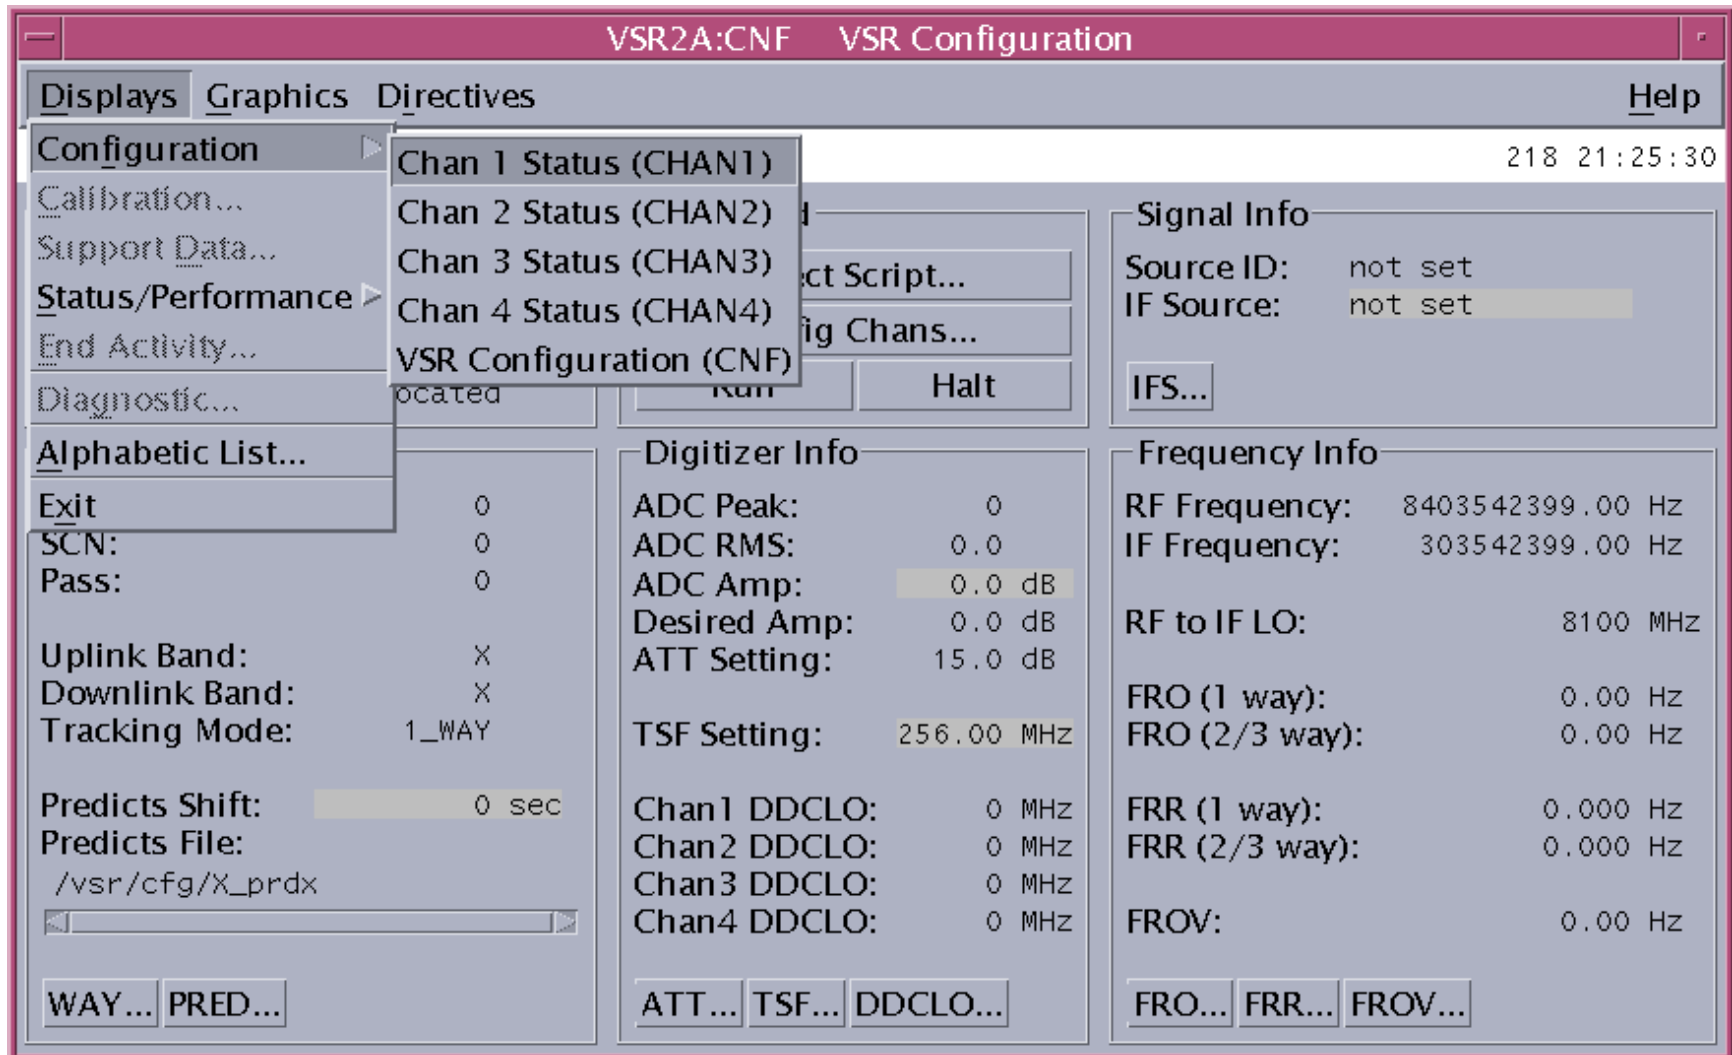 VSR2A:CNF VSR Configuration
Displays Graphics Directives Help
218 21:25:30
Configuration
Calibration...
Support Data...
Status/Performance
End Activity...
Diagnostic...
Alphabetic List...
Exit
Chan 1 Status (CHAN1)
Chan 2 Status (CHAN2)
Chan 3 Status (CHAN3)
Chan 4 Status (CHAN4)
VSR Configuration (CNF)
Script...
Chans...
Halt
Signal Info
Source ID: not set
IF Source: not set
IFS...
0
SCN: 0
Pass: 0
Uplink Band: X
Downlink Band: X
Tracking Mode: 1_WAY
Predicts Shift: 0 sec
Predicts File:
/vsr/cfg/X_prdx
WAY... PRED...
Digitizer Info
ADC Peak: 0
ADC RMS: 0.0
ADC Amp: 0.0 dB
Desired Amp: 0.0 dB
ATT Setting: 15.0 dB
TSF Setting: 256.00 MHz
Chan1 DDCLO: 0 MHz
Chan2 DDCLO: 0 MHz
Chan3 DDCLO: 0 MHz
Chan4 DDCLO: 0 MHz
ATT... TSF... DDCLO...
Frequency Info
RF Frequency: 8403542399.00 Hz
IF Frequency: 303542399.00 Hz
RF to IF LO: 8100 MHz
FRO (1 way): 0.00 Hz
FRO (2/3 way): 0.00 Hz
FRR (1 way): 0.000 Hz
FRR (2/3 way): 0.000 Hz
FROV: 0.00 Hz
FRO... FRR... FROV...